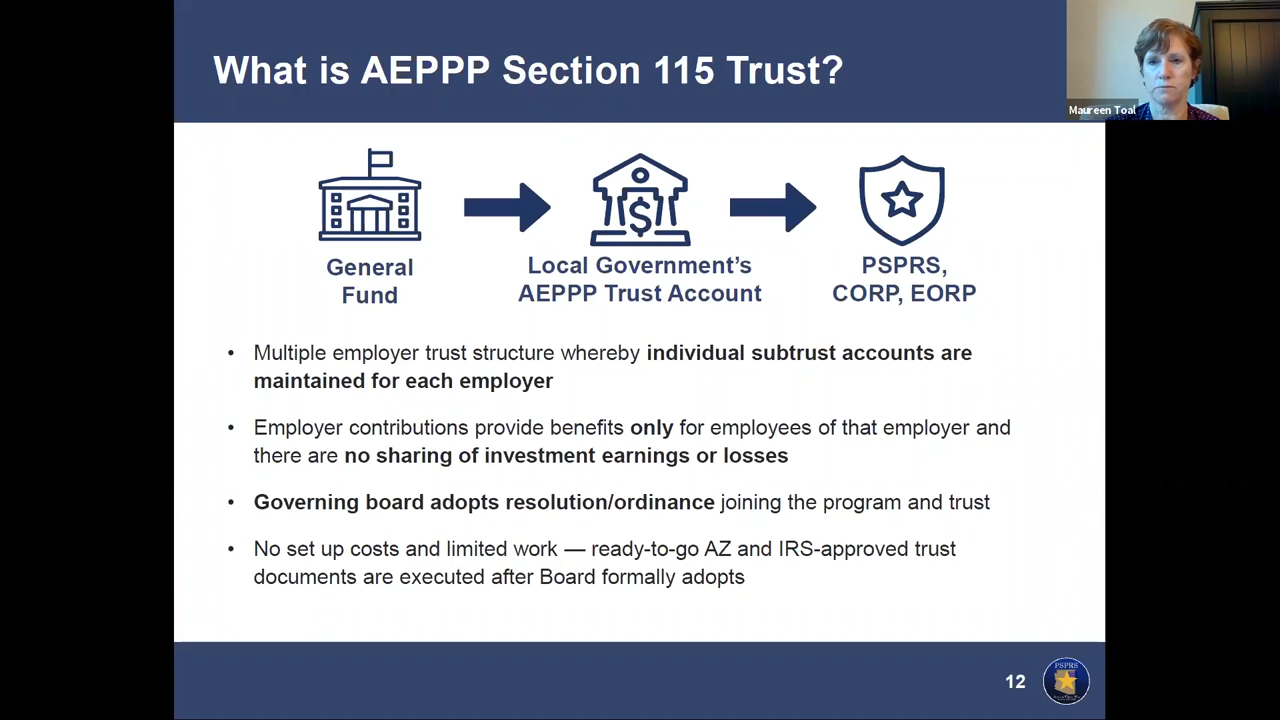 What is AEPPP Section 115 Trust?
Maureen Toal
General
Fund
Local Government's
AEPPP Trust Account
PSPRS,
CORP, EORP
• Multiple employer trust structure whereby individual subtrust accounts are
maintained for each employer
• Employer contributions provide benefits only for employees of that employer and
there are no sharing of investment earnings or losses
• Governing board adopts resolution/ordinance joining the program and trust
• No set up costs and limited work — ready-to-go AZ and IRS-approved trust
documents are executed after Board formally adopts
12
PSPRS